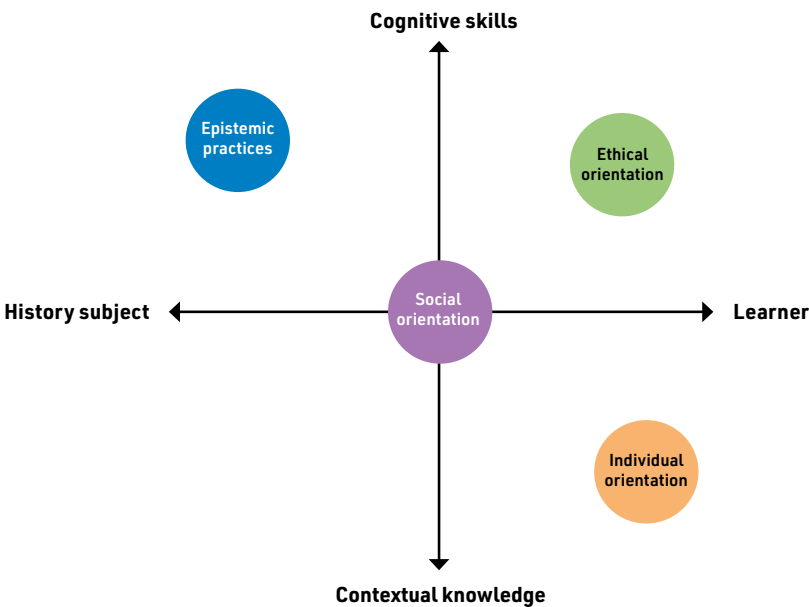 Cognitive skills
Epistemic
practices
Ethical
orientation
History subject
Social
orientation
Learner
Individual
orientation
Contextual knowledge